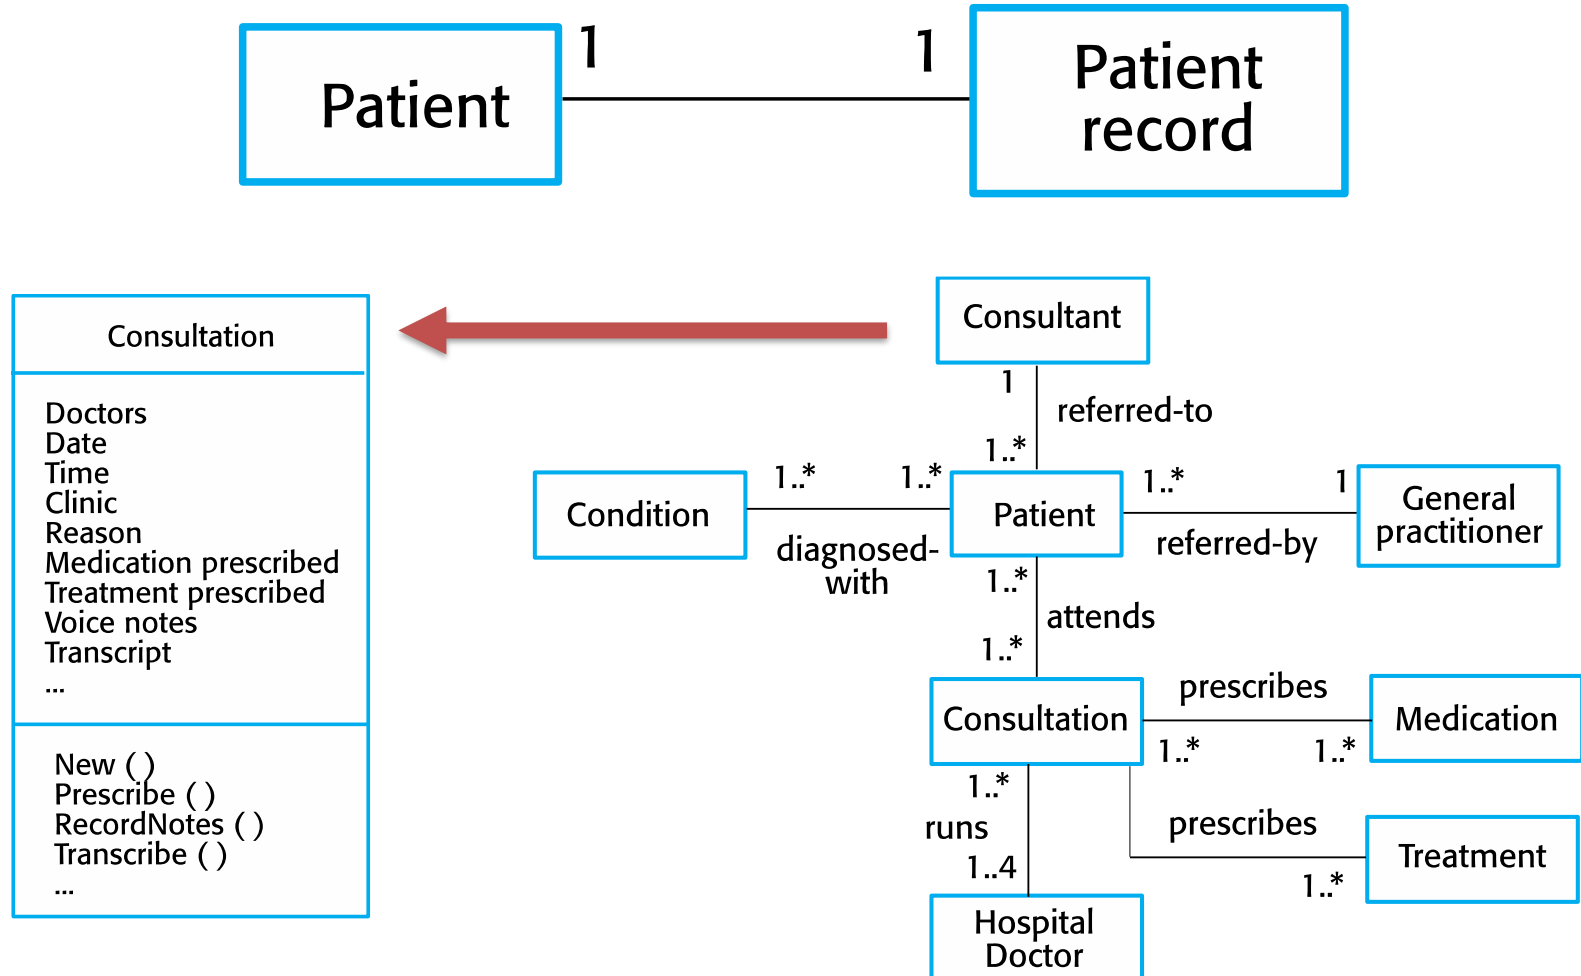 Patient
1
1
Patient
record
Consultation
Doctors
Date
Time
Clinic
Reason
Medication prescribed
Treatment prescribed
Voice notes
Transcript
...
New ( )
Prescribe ( )
RecordNotes ( )
Transcribe ( )
...
Consultant
1
referred-to
1..*
Condition
1..*
1..*
diagnosed-
with
Patient
1..*
1
referred-by
General
practitioner
1..*
attends
1..*
Consultation
prescribes
1..*
1..*
Medication
1..*
runs
1..4
prescribes
1..*
Treatment
Hospital
Doctor